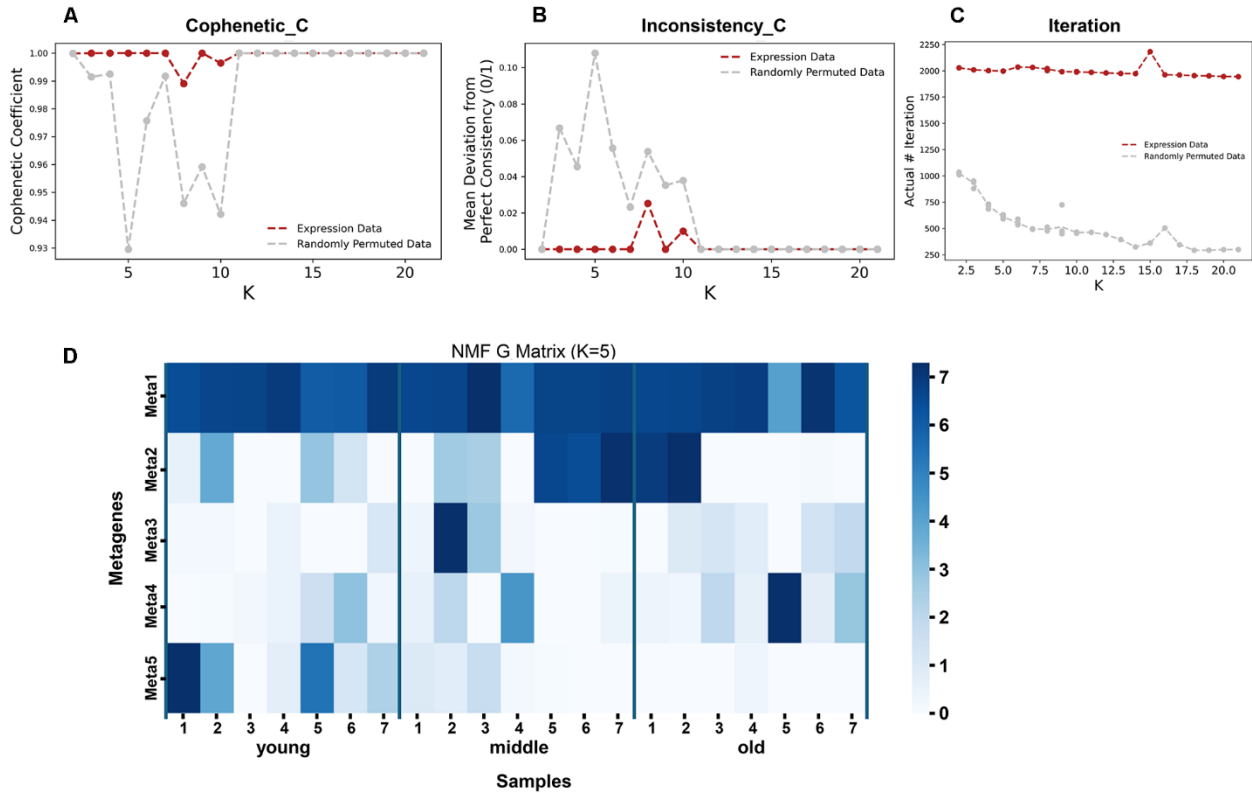 A
Cophenetic_C
Cophenetic Coefficient
1.00
0.99
0.98
0.97
0.96
0.95
0.94
0.93
Expression Data
Randomly Permuted Data
5
10
15
20
K
B
Inconsistency_C
Mean Deviation from
Perfect Consistency (0/1)
0.10
0.08
0.06
0.04
0.02
0.00
Expression Data
Randomly Permuted Data
5
10
15
20
K
C
Iteration
Actual # Iteration
2250
2000
1750
1500
1250
1000
750
500
250
Expression Data
Randomly Permuted Data
2.5
5.0
7.5
10.0
12.5
15.0
17.5
20.0
K
D
NMF G Matrix (K=5)
Metagenes
Meta1
Meta2
Meta3
Meta4
Meta5
1 2 3 4 5 6 7 1 2 3 4 5 6 7 1 2 3 4 5 6 7
young middle old
Samples
7
6
5
4
3
2
1
0